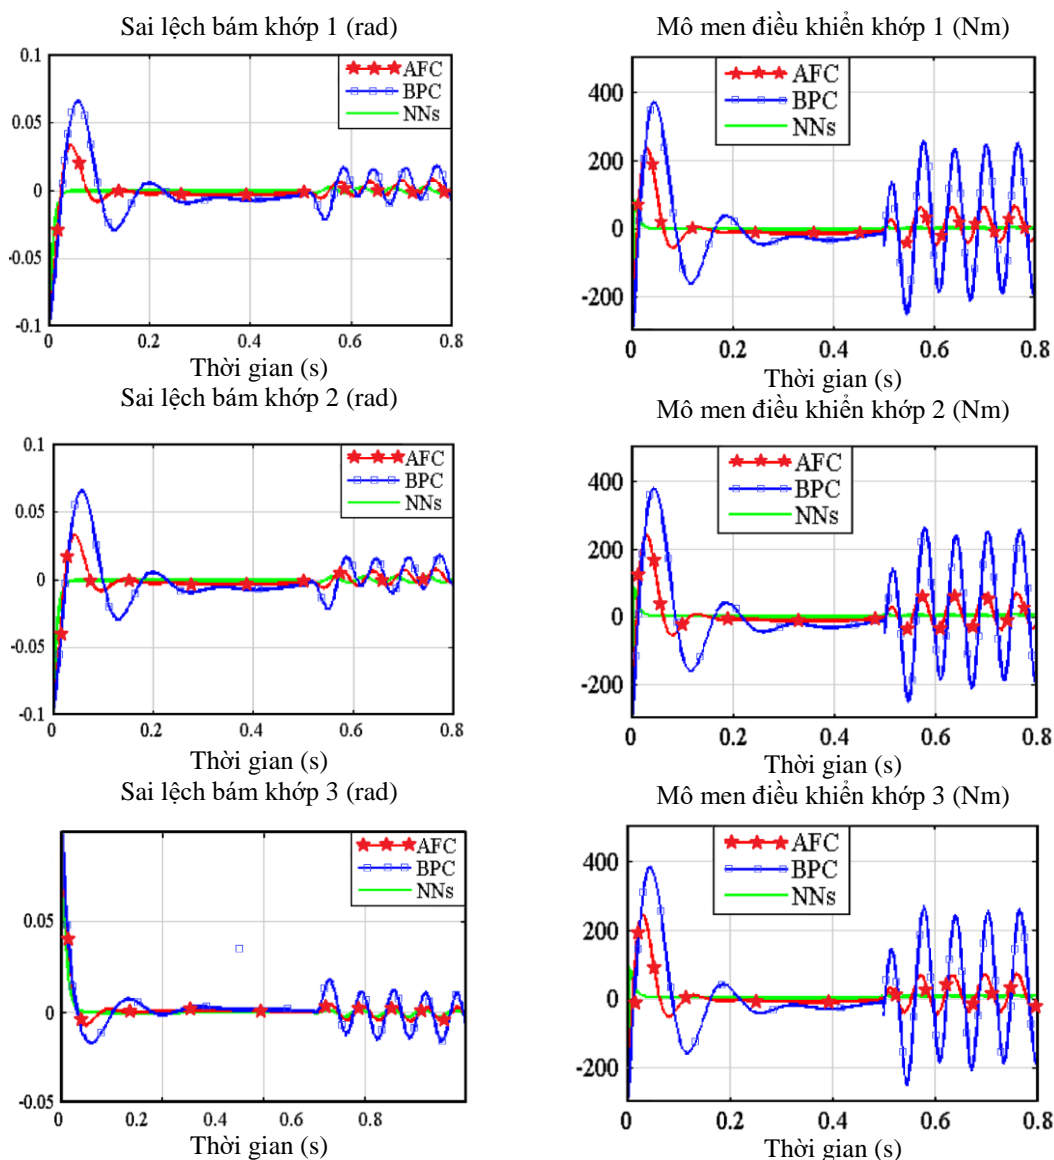 Sai lệch bám khớp 1 (rad)
0.1
0.05
0
-0.05
-0.1
AFC
BPC
NNs
0 0.2 0.4 0.6 0.8
Thời gian (s)
Mô men điều khiển khớp 1 (Nm)
400
200
0
-200
AFC
BPC
NNs
0 0.2 0.4 0.6 0.8
Thời gian (s)
Sai lệch bám khớp 2 (rad)
0.1
0.05
0
-0.05
-0.1
AFC
BPC
NNs
0 0.2 0.4 0.6 0.8
Thời gian (s)
Mô men điều khiển khớp 2 (Nm)
400
200
0
-200
AFC
BPC
NNs
0 0.2 0.4 0.6 0.8
Thời gian (s)
Sai lệch bám khớp 3 (rad)
0.05
0
-0.05
AFC
BPC
NNs
0 0.2 0.4 0.6 0.8
Thời gian (s)
Mô men điều khiển khớp 3 (Nm)
400
200
0
-200
AFC
BPC
NNs
0 0.2 0.4 0.6 0.8
Thời gian (s)